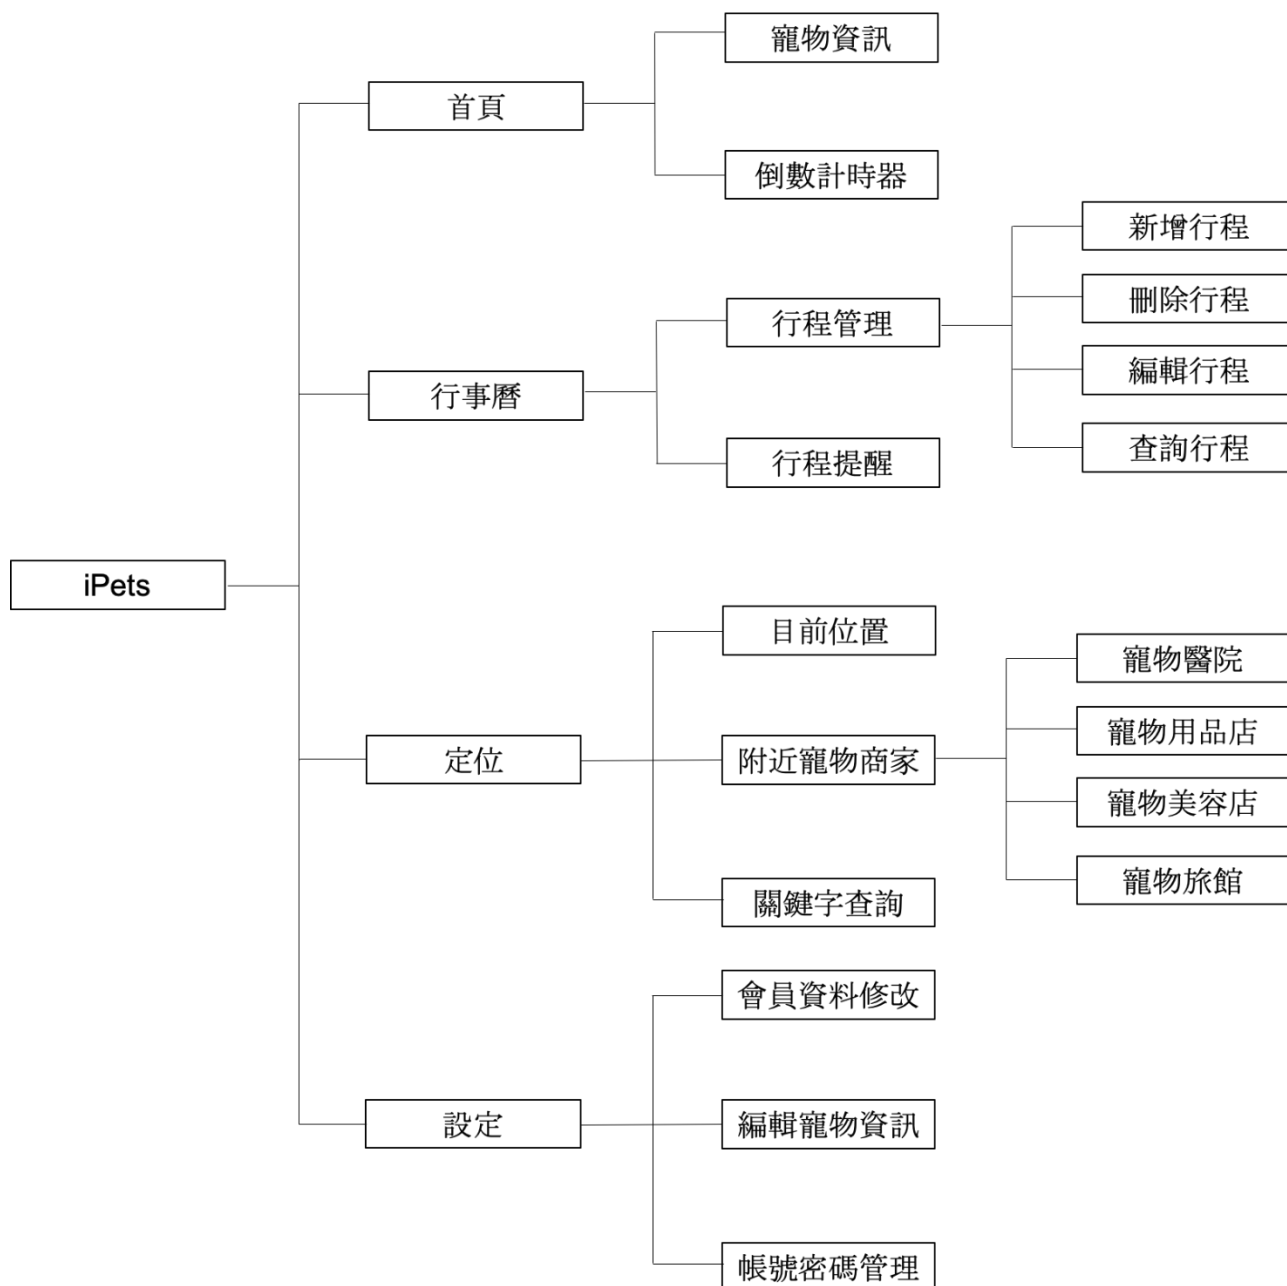 寵物資訊
首頁
倒數計時器
新增行程
刪除行程
行程管理
編輯行程
行事曆
查詢行程
行程提醒
iPets
目前位置
寵物醫院
寵物用品店
定位
附近寵物商家
寵物美容店
寵物旅館
關鍵字查詢
會員資料修改
設定
編輯寵物資訊
帳號密碼管理